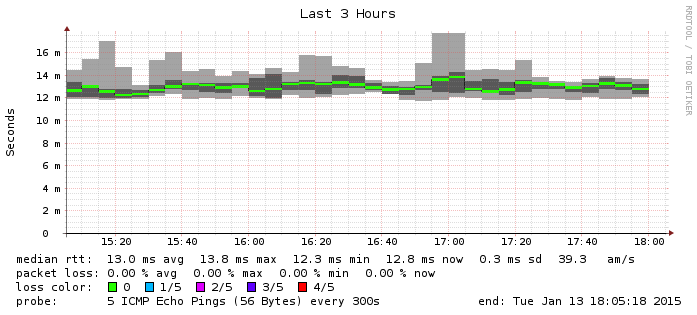 Last 3 Hours
RRDTOOL / TOBI OETIKER
Seconds
16 m
14 m
12 m
10 m
8 m
6 m
4 m
2 m
0
15:20 15:40 16:00 16:20 16:40 17:00 17:20 17:40 18:00
median rtt: 13.0 ms avg 13.8 ms max 12.3 ms min 12.8 ms now 0.3 ms sd 39.3 am/s
packet loss: 0.00 % avg 0.00 % max 0.00 % min 0.00 % now
loss color: 0 1/5 2/5 3/5 4/5
probe: 5 ICMP Echo Pings (56 Bytes) every 300s end: Tue Jan 13 18:05:18 2015